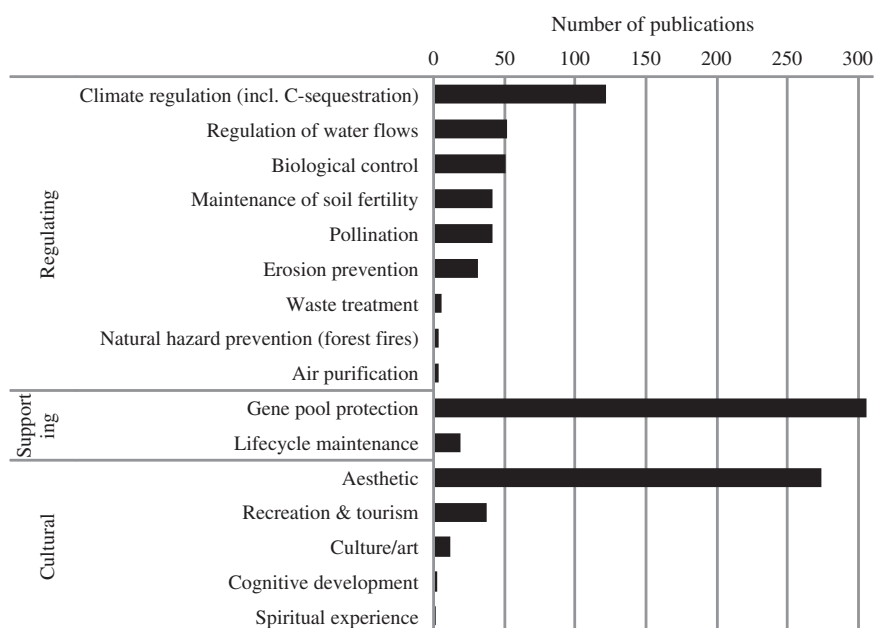 Number of publications
0 50 100 150 200 250 300
Regulating
Climate regulation (incl. C-sequestration)
Regulation of water flows
Biological control
Maintenance of soil fertility
Pollination
Erosion prevention
Waste treatment
Natural hazard prevention (forest fires)
Air purification
Support
ing
Gene pool protection
Lifecycle maintenance
Cultural
Aesthetic
Recreation & tourism
Culture/art
Cognitive development
Spiritual experience